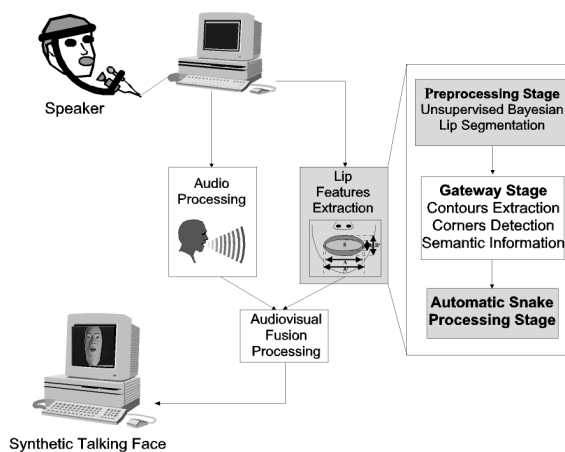 Speaker
Audio
Processing
Lip
Features
Extraction
Audiovisual
Fusion
Processing
Synthetic Talking Face
Preprocessing Stage
Unsupervised Bayesian
Lip Segmentation
Gateway Stage
Contours Extraction
Corners Detection
Semantic Information
Automatic Snake
Processing Stage